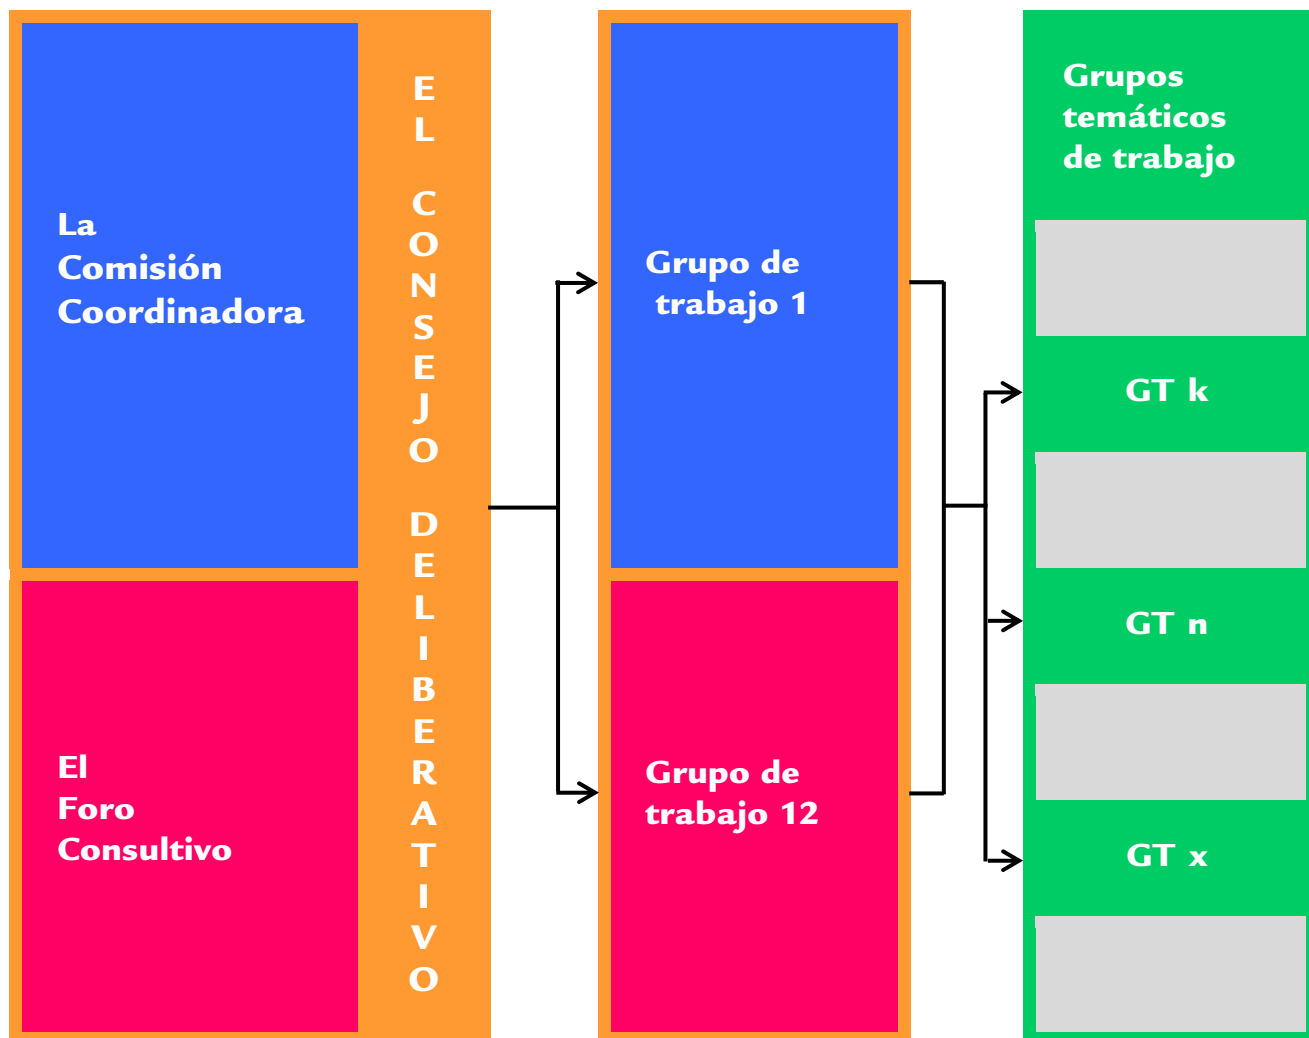 La
Comisión
Coordinadora
El
Foro
Consultivo
EL CONSEJO DELIBERATIVO
Grupo de
trabajo 1
Grupo de
trabajo 12
Grupos
temáticos
de trabajo
GT k
GT n
GT x